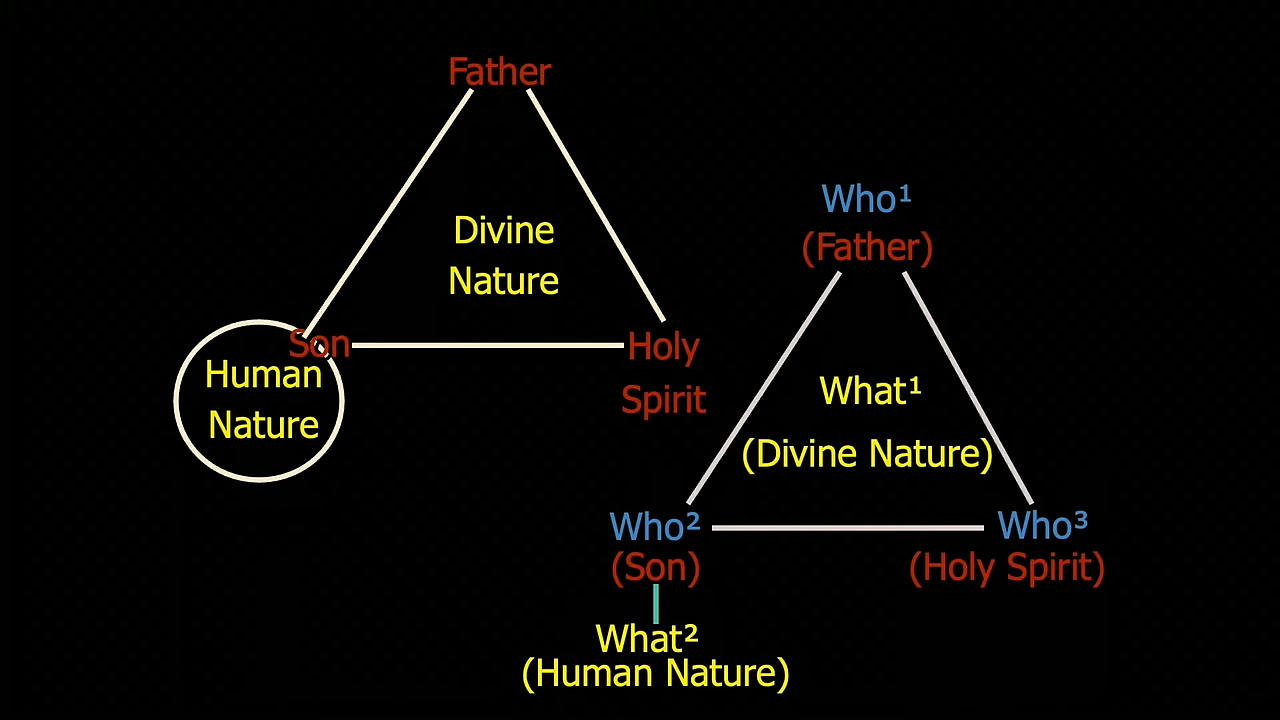 Father
Divine
Nature
Son
Human
Nature
Holy
Spirit
Who¹
(Father)
What¹
(Divine Nature)
Who²
(Son)
Who³
(Holy Spirit)
What²
(Human Nature)